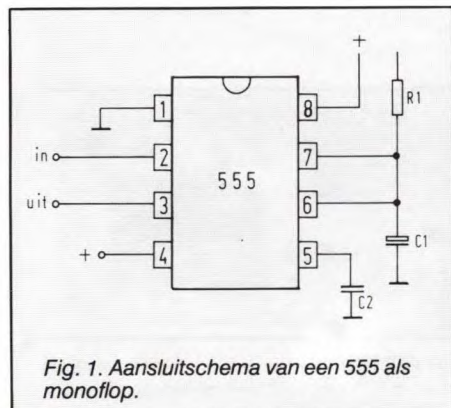 +
1
8
R1
in
2
7
555
uit
3
6
+
4
5
C1
C2
Fig. 1. Aansluitschema van een 555 als
monoflop.